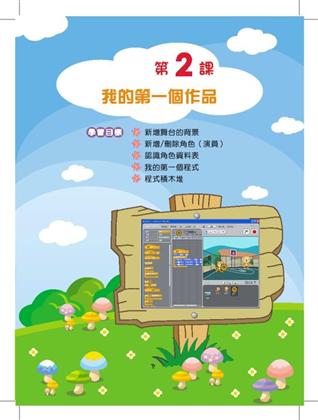 第2課
我的第一個作品
學習目標
新增舞台的背景
新增/刪除角色（演員）
認識角色資料表
我的第一個程式
程式積木堆